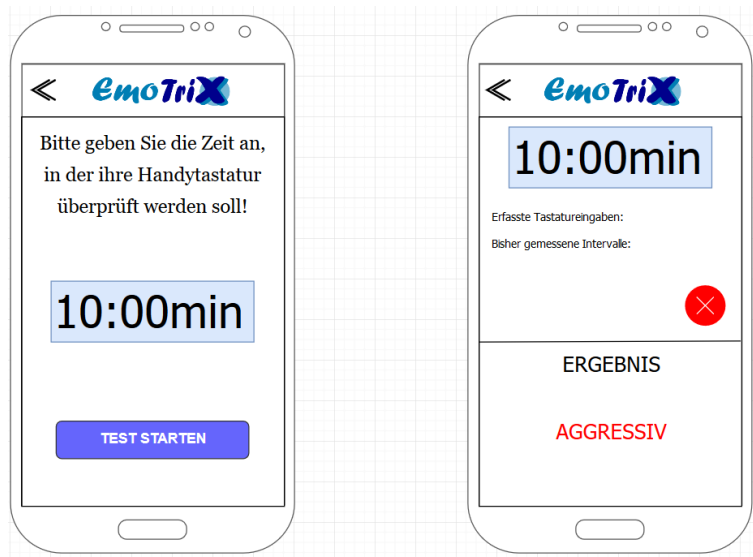 EmoTriX
Bitte geben Sie die Zeit an,
in der ihre Handytastatur
überprüft werden soll!
10:00min
TEST STARTEN
EmoTriX
10:00min
Erfasste Tastatureingaben:
Bisher gemessene Intervalle:
ERGEBNIS
AGGRESSIV